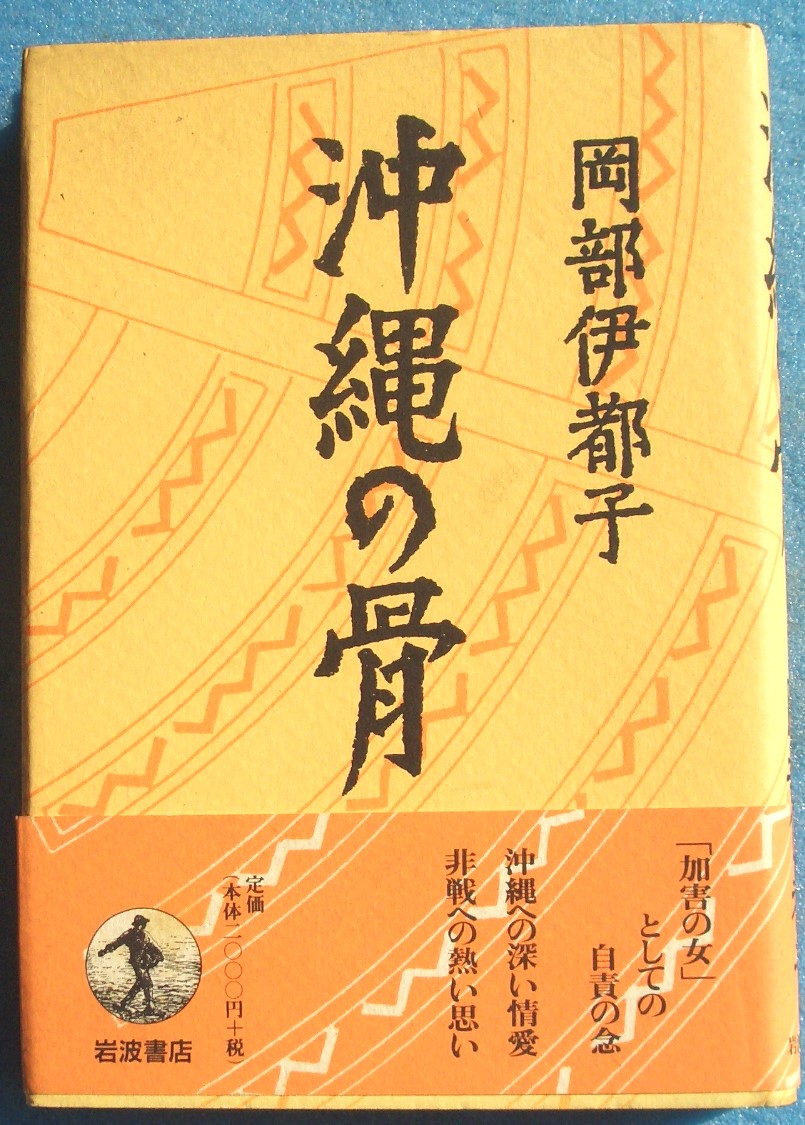 岡部伊都子
沖縄の骨
「加害の女」
としての
自責の念
沖縄への深い情愛
非戦への熱い思い
定価
(本体二〇〇〇円+税)
岩波書店